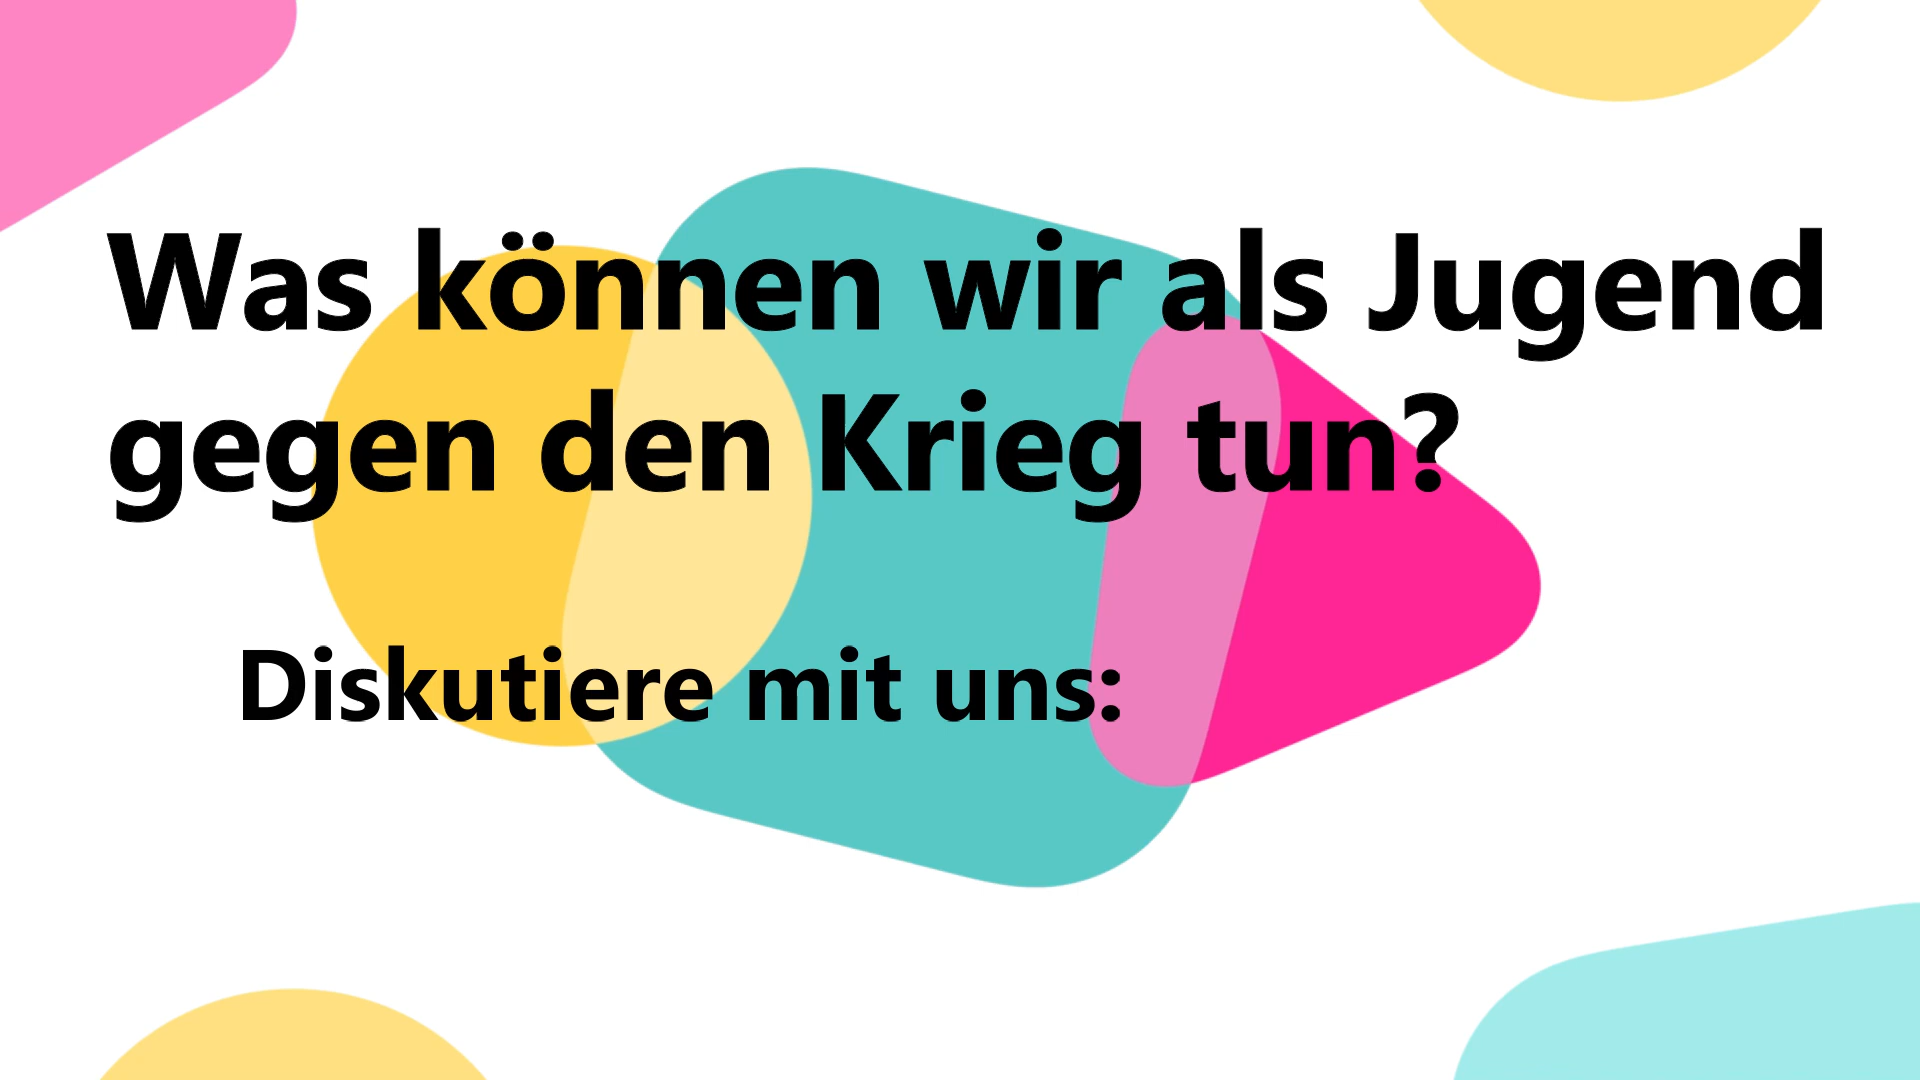 Was können wir als Jugend
gegen den Krieg tun?
Diskutiere mit uns: